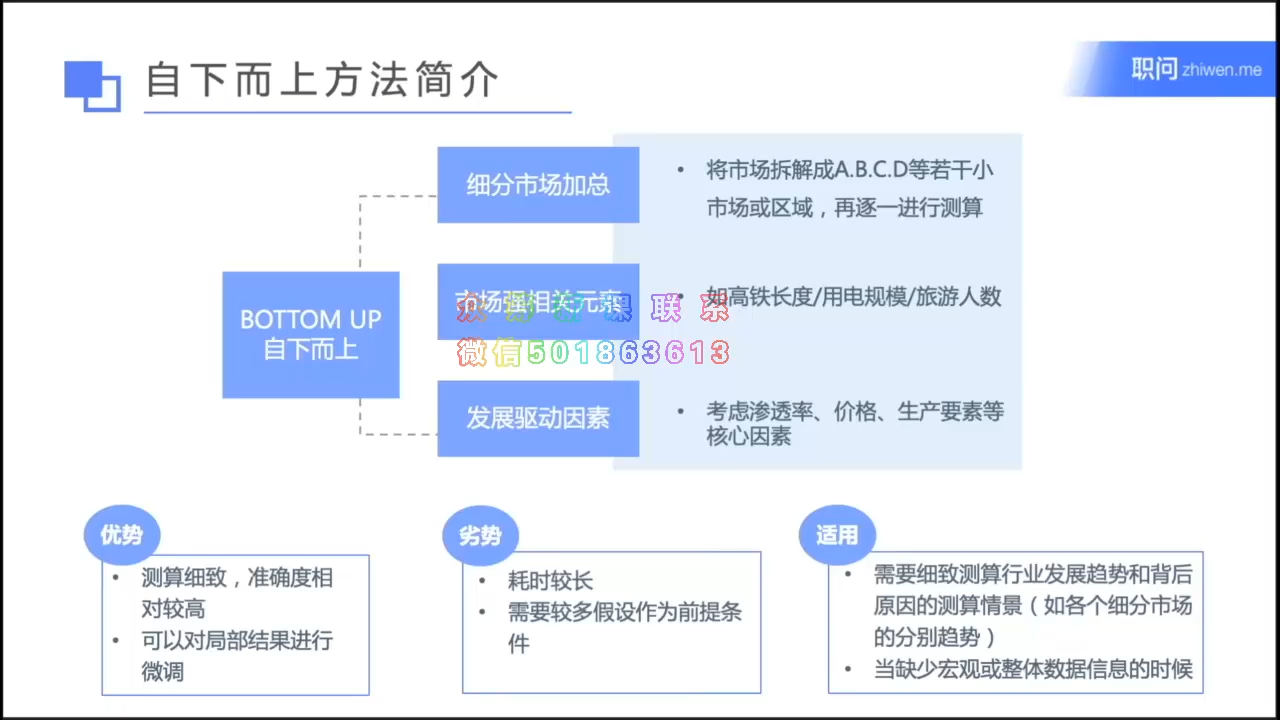 自下而上方法简介
职问 zhiwen.me
细分市场加总
• 将市场拆解成A.B.C.D等若干小
市场或区域，再逐一进行测算
BOTTOM UP
自下而上
市场强相关元素
• 如高铁长度/用电规模/旅游人数
联系
微信501863613
发展驱动因素
• 考虑渗透率、价格、生产要素等
核心因素
优势
• 测算细致，准确度相
对较高
• 可以对局部结果进行
微调
劣势
• 耗时较长
• 需要较多假设作为前提条
件
适用
• 需要细致测算行业发展趋势和背后
原因的测算情景（如各个细分市场
的分别趋势）
• 当缺少宏观或整体数据信息的时候